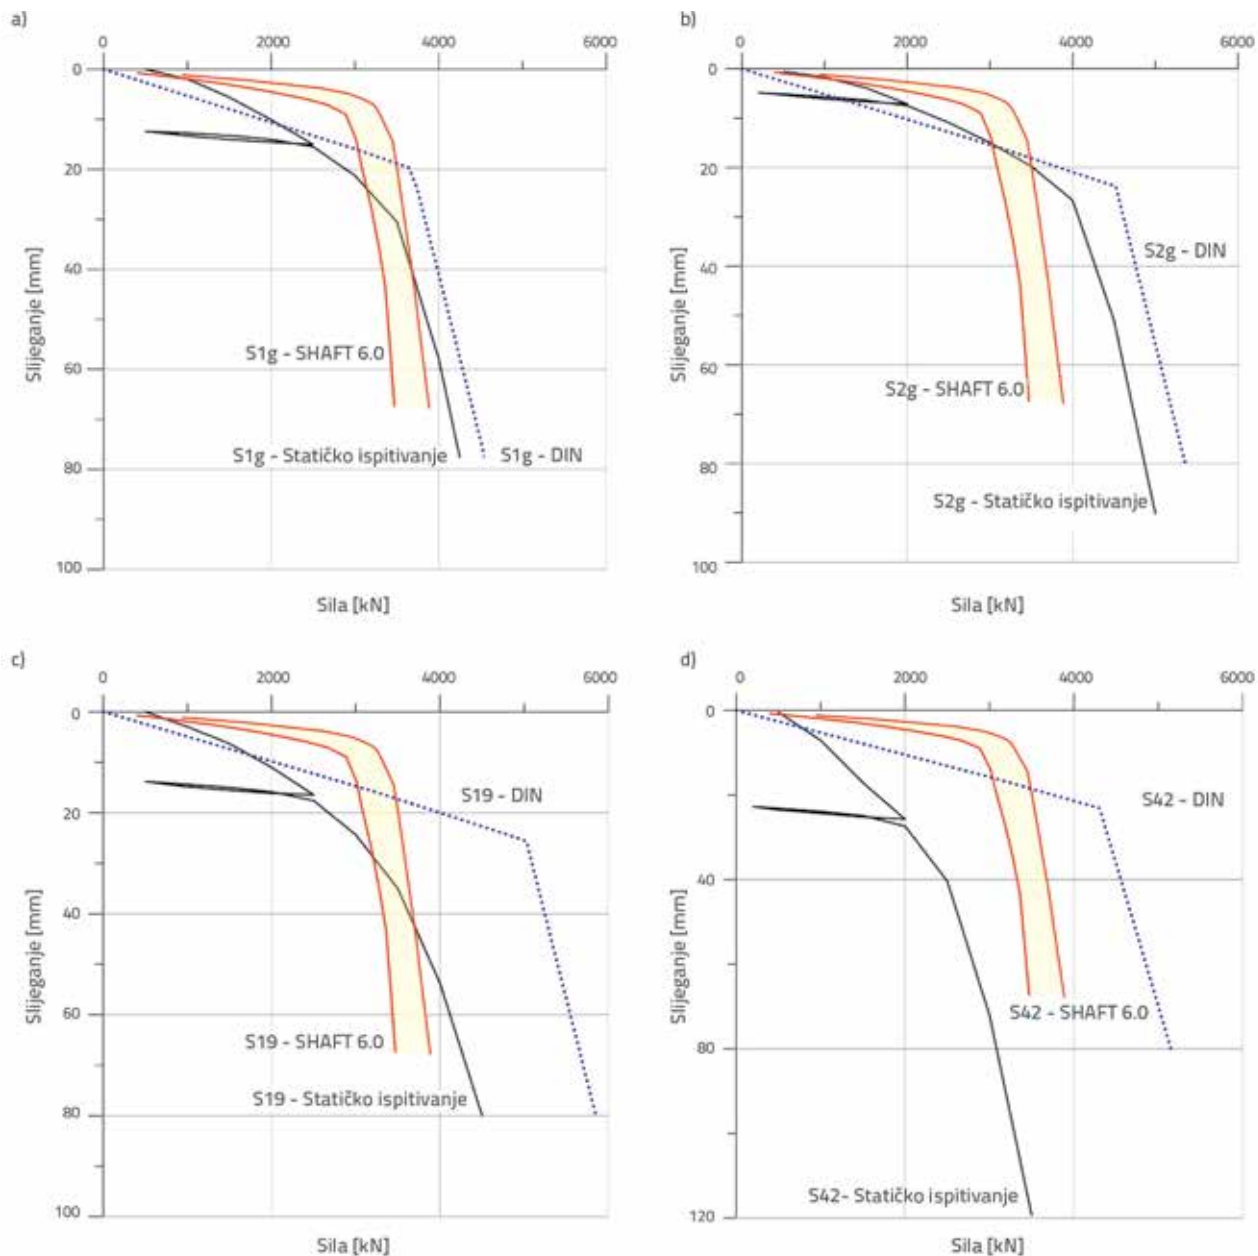 a)
0 2000 4000 6000
0
20
40
60
80
100
Slijeganje [mm]
S1g - SHAFT 6.0
S1g - Statičko ispitivanje
S1g - DIN
Sila [kN]
b)
0 2000 4000 6000
0
20
40
60
80
100
Slijeganje [mm]
S2g - DIN
S2g - SHAFT 6.0
S2g - Statičko ispitivanje
Sila [kN]
c)
0 2000 4000 6000
0
20
40
60
80
100
Slijeganje [mm]
S19 - DIN
S19 - SHAFT 6.0
S19 - Statičko ispitivanje
Sila [kN]
d)
0 2000 4000 6000
0
40
80
120
Slijeganje [mm]
S42 - DIN
S42 - SHAFT 6.0
S42- Statičko ispitivanje
Sila [kN]